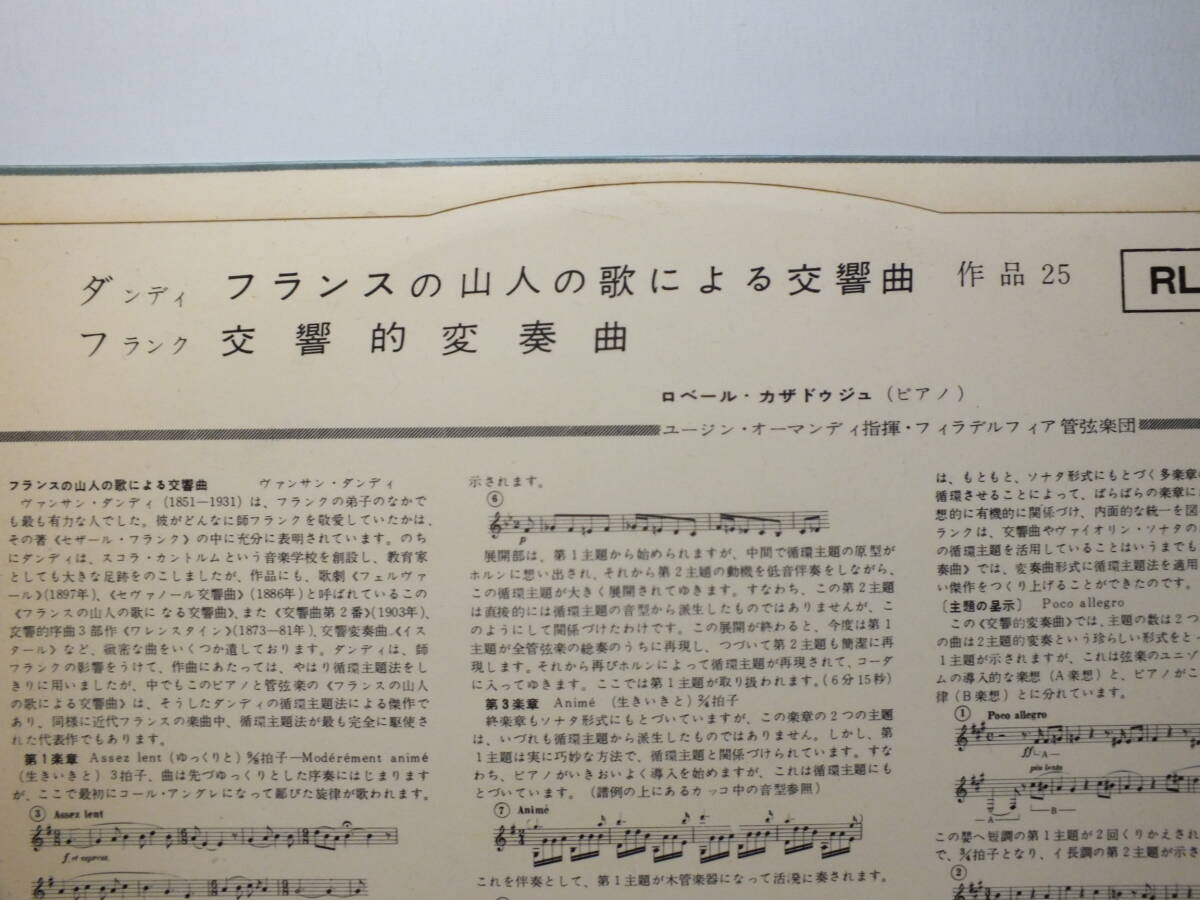 ダンディ フランスの山人の歌による交響曲 作品25
RL
フランク 交響的変奏曲
ロベール・カザドゥジュ(ピアノ)
ユージン・オーマンディ指揮・フィラデルフィア管弦楽団
フランスの山人の歌による交響曲 ヴァンサン・ダンディ
ヴァンサン・ダンディ(1851—1931)は、フランクの弟子のなかで
も最も有力な人でした。彼がどんなに師フランクを敬愛していたかは、
その著《セザール・フランク》の中に充分に表明されています。のち
にダンディは、スコラ・カントルムという音楽学校を創設し、教育家
としても大きな足跡をのこしましたが、作品にも、歌劇《フェルヴァ
ール》(1897年)、《セヴァノール交響曲》(1886年)と呼ばれているこの
《フランスの山人の歌に なる交響曲》、また《交響曲第2番》(1903年)、
交響的序曲3部作《ワレンスタイン》(1873—81年)、交響変奏曲《イス
タール》など、緻密な曲をいくつか遺しております。ダンディは、師
フランクの影響をうけて、作曲にあたっては、やはり循環主題法をし
きりに用いましたが、中でもこのピアノと管弦楽の《フランスの山人
の歌による交響曲》は、そうしたダンディの循環主題法による傑作で
あり、同様に近代フランスの楽曲中、循環主題法が最も完全に駆使さ
れた代表作でもあります。
第1楽章 Assez lent (ゆっくりと) 9/8拍子—Modérément animé
(生きいきと) 3拍子、曲は先づゆっくりとした序奏にはじまります
が、ここで最初にコール・アングレになって鄙びた旋律が歌われます。
③ Assez lent
f et express.
示されます。
⑥
p
展開部は、第1主題から始められますが、中間で循環主題の原型が
ホルンに想い出され、それから第2主題の動機を低音伴奏をしながら、
この循環主題が大きく展開されてゆきます。すなわち、この第2主題
は直接的には循環主題の音型から派生したものではありませんが、こ
のようにして関係づけたわけです。この展開が終わると、今度は第1
主題が全管弦楽の総奏のうちに再現し、つづいて第2主題も簡潔に再
現します。それから再びホルンによって循環主題が再現されて、コーダ
に入ってゆきます。ここでは第1主題が取り扱われます。(6分15秒)
第3楽章 Animé (生きいきと) 2/4拍子
終楽章もソナタ形式にもとづいていますが、この楽章の2つの主題
は、いづれも循環主題から派生したものではありません。しかし、第
1主題は実に巧妙な方法で、循環主題と関係づけられています。すな
わち、ピアノがいきおいよく導入を始めますが、これは循環主題にも
とづいています。(譜例の上にあるカッコ中の音型参照)
⑦ Animé
これを伴奏として、第1主題が木管楽器になって活溌に奏されます。
は、もともと、ソナタ形式にもとづく多楽章
循環させることによって、ばらばらの楽章に
想的に有機的に関係づけ、内面的な統一を図
ランクは、交響曲やヴァイオリン・ソナタの
の循環主題を活用していることはいうまでも
奏曲》では、変奏曲形式に循環主題法を適用
い傑作をつくり上げることができたのです。
〔主題の呈示〕 Poco allegro
この《交響的変奏曲》では、主題の数は2つ
の曲は2主題的変奏という珍らしい形式をと
1主題が示されますが、これは弦楽のユニゾ
ムの導入的な楽想(A楽想)と、ピアノがこ
律(B楽想)とに分れています。
① Poco allegro
ff
—A—
più lento
—A—
—B—
この嬰ヘ短調の第1主題が2回くりかえされ
で、3/4拍子となり、イ長調の第2主題が示さ
②